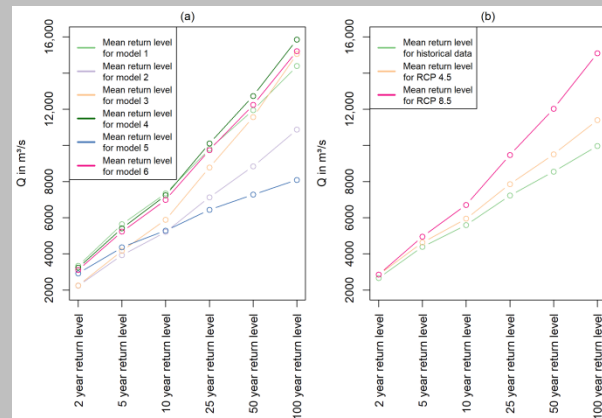 (a)
Q in m³/s
16,000
12,000
8000
6000
4000
2000
Mean return level
for model 1
Mean return level
for model 2
Mean return level
for model 3
Mean return level
for model 4
Mean return level
for model 5
Mean return level
for model 6
2 year return level
5 year return level
10 year return level
25 year return level
50 year return level
100 year return level
(b)
Q in m³/s
16,000
12,000
8000
6000
4000
2000
Mean return level
for historical data
Mean return level
for RCP 4.5
Mean return level
for RCP 8.5
2 year return level
5 year return level
10 year return level
25 year return level
50 year return level
100 year return level